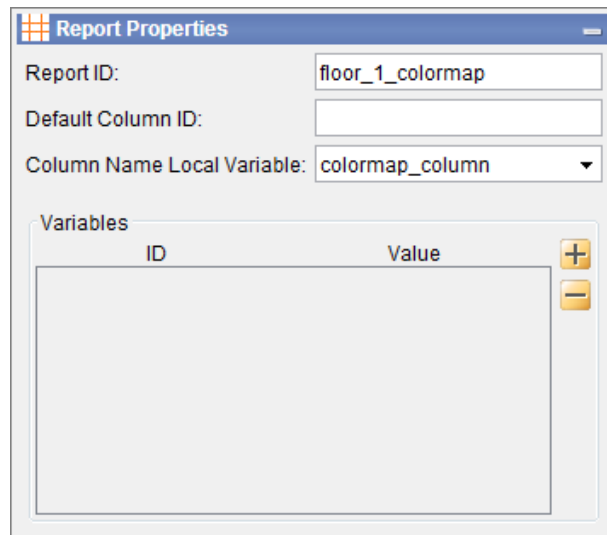 Report Properties
Report ID: floor_1_colormap
Default Column ID:
Column Name Local Variable: colormap_column
Variables
ID Value